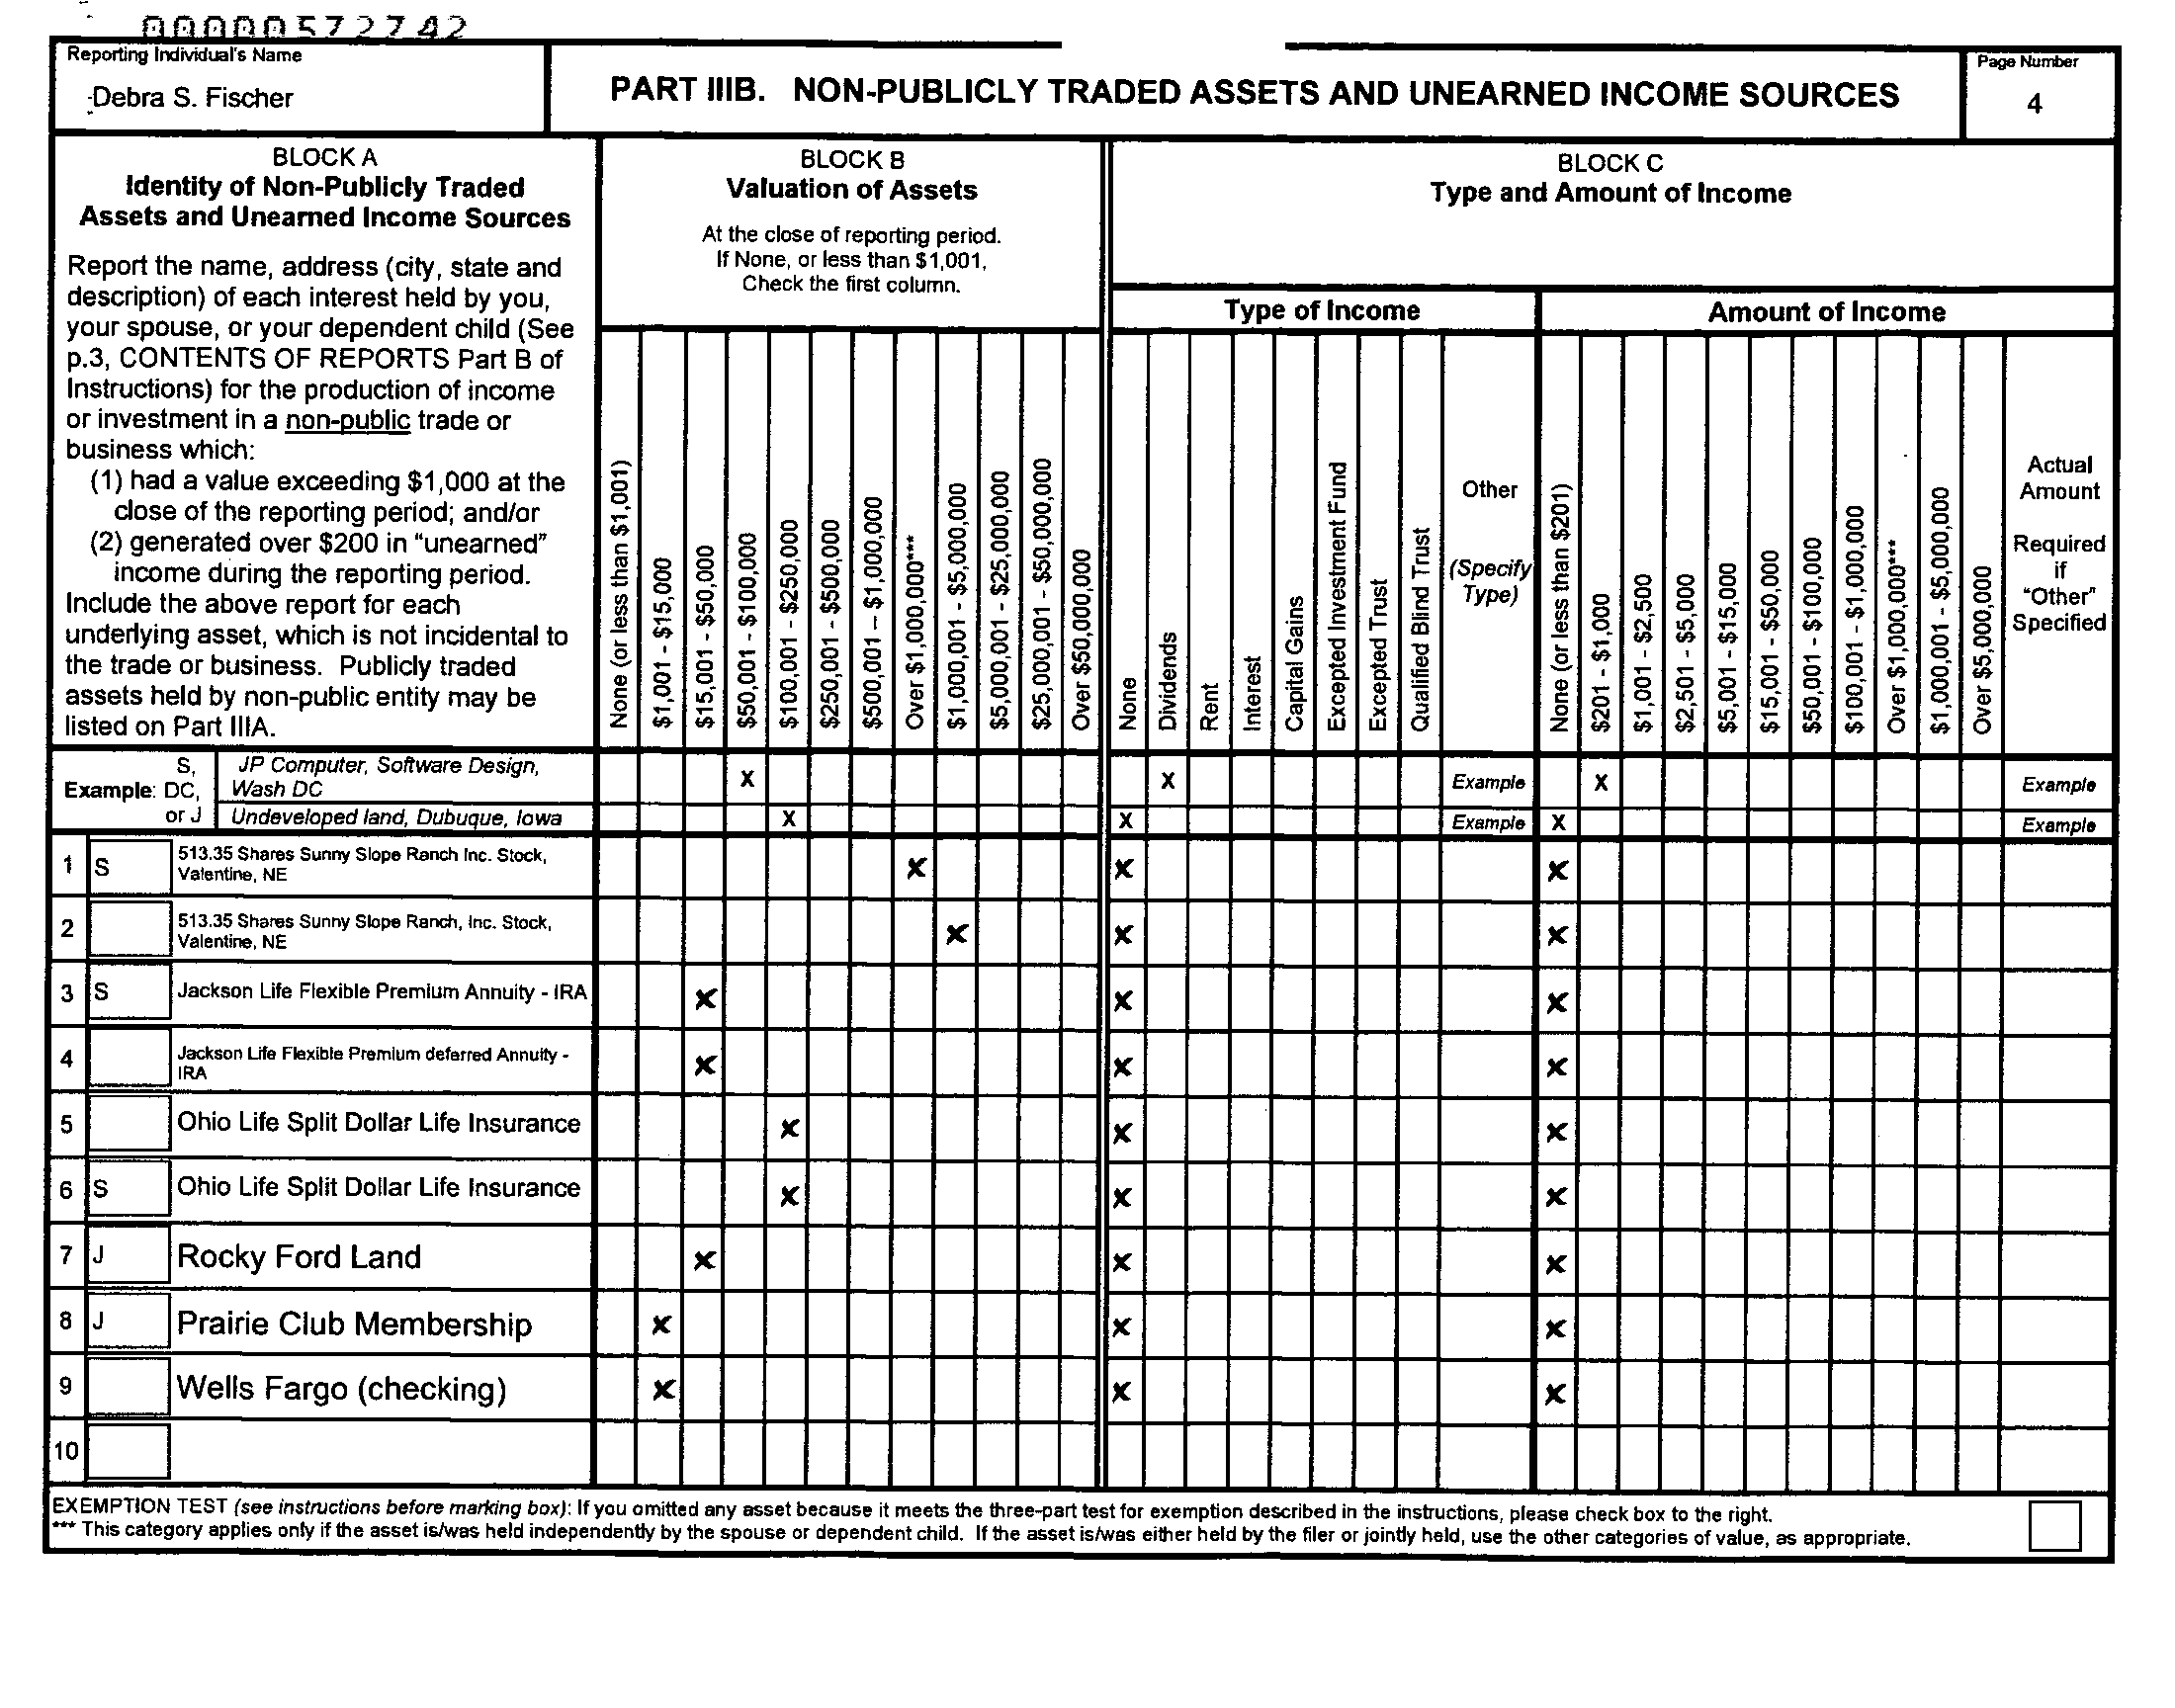 00000572742
Reporting Individual's Name
Debra S. Fischer
PART IIIB. NON-PUBLICLY TRADED ASSETS AND UNEARNED INCOME SOURCES
Page Number
4
BLOCK A
Identity of Non-Publicly Traded
Assets and Unearned Income Sources
Report the name, address (city, state and
description) of each interest held by you,
your spouse, or your dependent child (See
p.3, CONTENTS OF REPORTS Part B of
Instructions) for the production of income
or investment in a non-public trade or
business which:
(1) had a value exceeding $1,000 at the
close of the reporting period; and/or
(2) generated over $200 in "unearned"
income during the reporting period.
Include the above report for each
underlying asset, which is not incidental to
the trade or business. Publicly traded
assets held by non-public entity may be
listed on Part IIIA.
BLOCK B
Valuation of Assets
At the close of reporting period.
If None, or less than $1,001,
Check the first column.
None (or less than $1,001)
$1,001 - $15,000
$15,001 - $50,000
$50,001 - $100,000
$100,001 - $250,000
$250,001 - $500,000
$500,001 – $1,000,000
Over $1,000,000***
$1,000,001 - $5,000,000
$5,000,001 - $25,000,000
$25,000,001 - $50,000,000
Over $50,000,000
BLOCK C
Type and Amount of Income
Type of Income
None
Dividends
Rent
Interest
Capital Gains
Excepted Investment Fund
Excepted Trust
Qualified Blind Trust
Other
(Specify
Type)
Amount of Income
None (or less than $201)
$201 - $1,000
$1,001 - $2,500
$2,501 - $5,000
$5,001 - $15,000
$15,001 - $50,000
$50,001 - $100,000
$100,001 - $1,000,000
Over $1,000,000***
$1,000,001 - $5,000,000
Over $5,000,000
Actual
Amount
Required
if
"Other"
Specified
Example:
S,
DC,
or J
JP Computer, Software Design,
Wash DC
X X Example X Example
Undeveloped land, Dubuque, Iowa X X Example X Example
1 S 513.35 Shares Sunny Slope Ranch Inc. Stock,
Valentine, NE
X X X
2 513.35 Shares Sunny Slope Ranch, Inc. Stock,
Valentine, NE
X X X
3 S Jackson Life Flexible Premium Annuity - IRA X X X
4 Jackson Life Flexible Premium deferred Annuity -
IRA
X X X
5 Ohio Life Split Dollar Life Insurance X X X
6 S Ohio Life Split Dollar Life Insurance X X X
7 J Rocky Ford Land X X X
8 J Prairie Club Membership X X X
9 Wells Fargo (checking) X X X
10
EXEMPTION TEST (see instructions before marking box): If you omitted any asset because it meets the three-part test for exemption described in the instructions, please check box to the right.
*** This category applies only if the asset is/was held independently by the spouse or dependent child. If the asset is/was either held by the filer or jointly held, use the other categories of value, as appropriate.